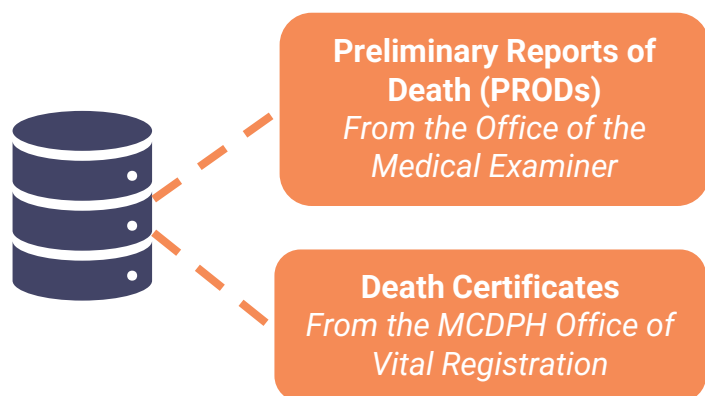 Preliminary Reports of
Death (PRODs)
From the Office of the
Medical Examiner
Death Certificates
From the MCDPH Office of
Vital Registration